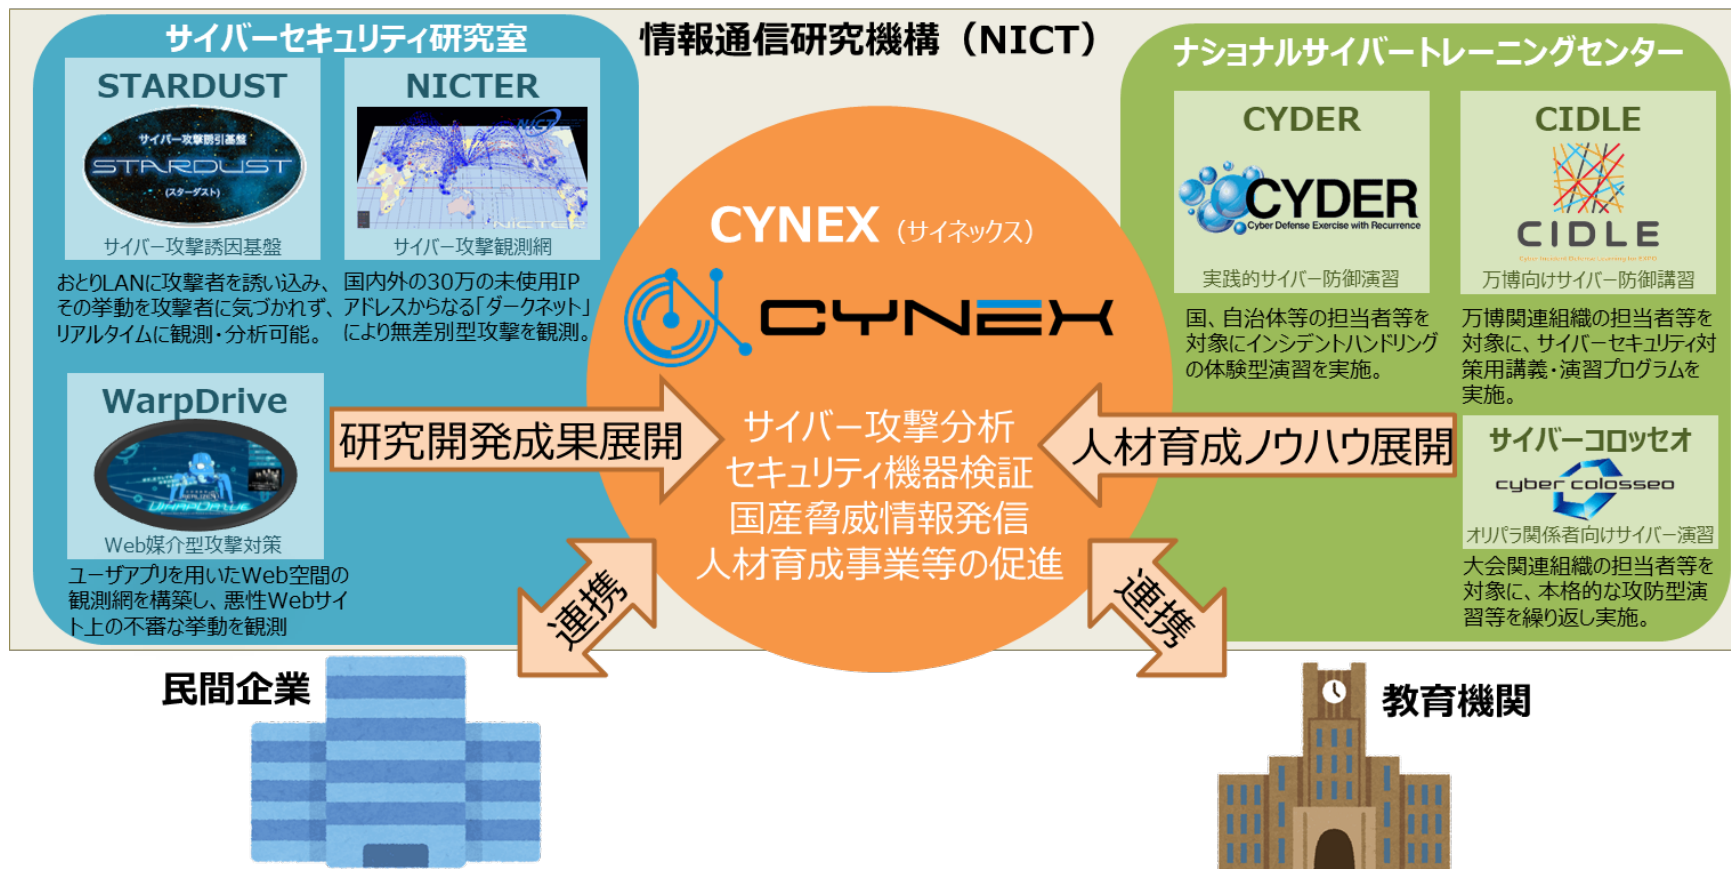 情報通信研究機構（NICT）
サイバーセキュリティ研究室
STARDUST
サイバー攻撃誘引基盤
STARDUST
(スターダスト)
サイバー攻撃誘因基盤
おとりLANに攻撃者を誘い込み、
その挙動を攻撃者に気づかれず、
リアルタイムに観測・分析可能。
NICTER
NICT
NICTER
サイバー攻撃観測網
国内外の30万の未使用IP
アドレスからなる「ダークネット」
により無差別型攻撃を観測。
WarpDrive
WARPDRIVE
Web媒介型攻撃対策
ユーザアプリを用いたWeb空間の
観測網を構築し、悪性Webサイ
ト上の不審な挙動を観測
研究開発成果展開
CYNEX（サイネックス）
CYNEX
サイバー攻撃分析
セキュリティ機器検証
国産脅威情報発信
人材育成事業等の促進
人材育成ノウハウ展開
ナショナルサイバートレーニングセンター
CYDER
CYDER
Cyber Defense Exercise with Recurrence
実践的サイバー防御演習
国、自治体等の担当者等を
対象にインシデントハンドリング
の体験型演習を実施。
CIDLE
CIDLE
Cyber Incident Defense Learning for EXPO
万博向けサイバー防御講習
万博関連組織の担当者等を
対象に、サイバーセキュリティ対
策用講義・演習プログラムを
実施。
サイバーコロッセオ
cyber colosseo
オリパラ関係者向けサイバー演習
大会関連組織の担当者等を
対象に、本格的な攻防型演
習等を繰り返し実施。
連携
連携
民間企業
教育機関